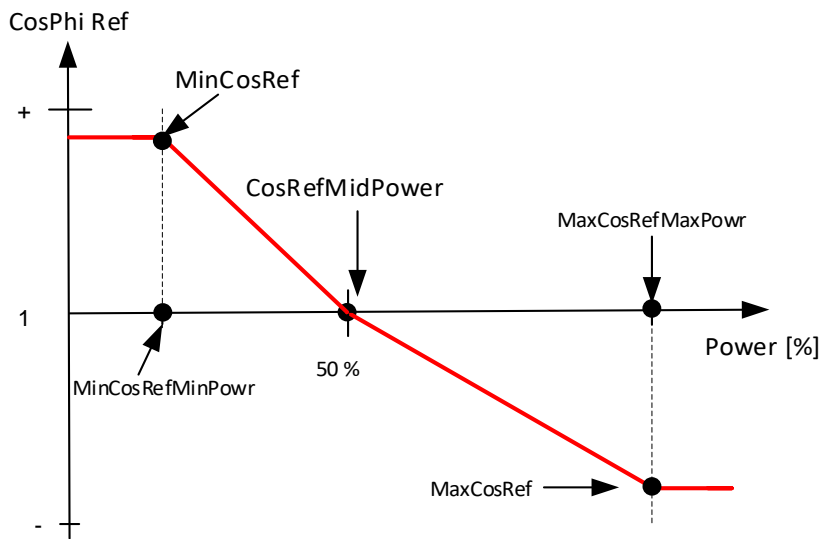 CosPhi Ref
MinCosRef
+
CosRefMidPower
MaxCosRefMaxPowr
1
Power [%]
50 %
MinCosRefMinPowr
MaxCosRef
-